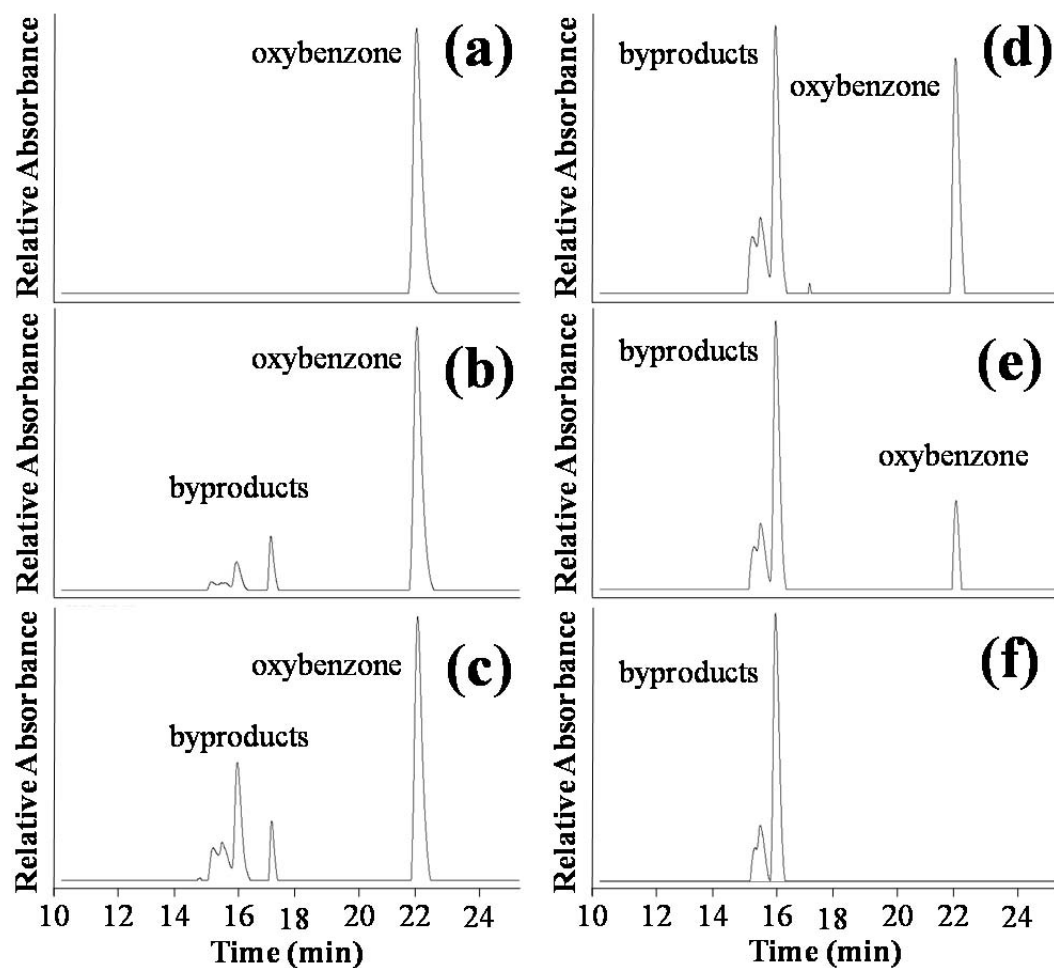 oxybenzone
(a)
Relative Absorbance
oxybenzone
(b)
byproducts
Relative Absorbance
oxybenzone
(c)
byproducts
Relative Absorbance
10 12 14 16 18 20 22 24
Time (min)
byproducts
(d)
oxybenzone
Relative Absorbance
byproducts
(e)
oxybenzone
Relative Absorbance
byproducts
(f)
Relative Absorbance
10 12 14 16 18 20 22 24
Time (min)